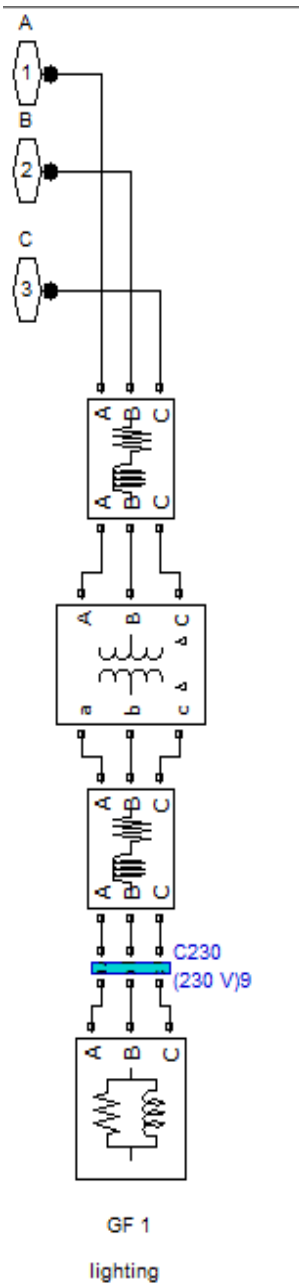 A
1
B
2
C
3
A B C
A B C
A B C
a b c
A B C
A B C
C230
(230 V)9
A B C
GF 1
lighting